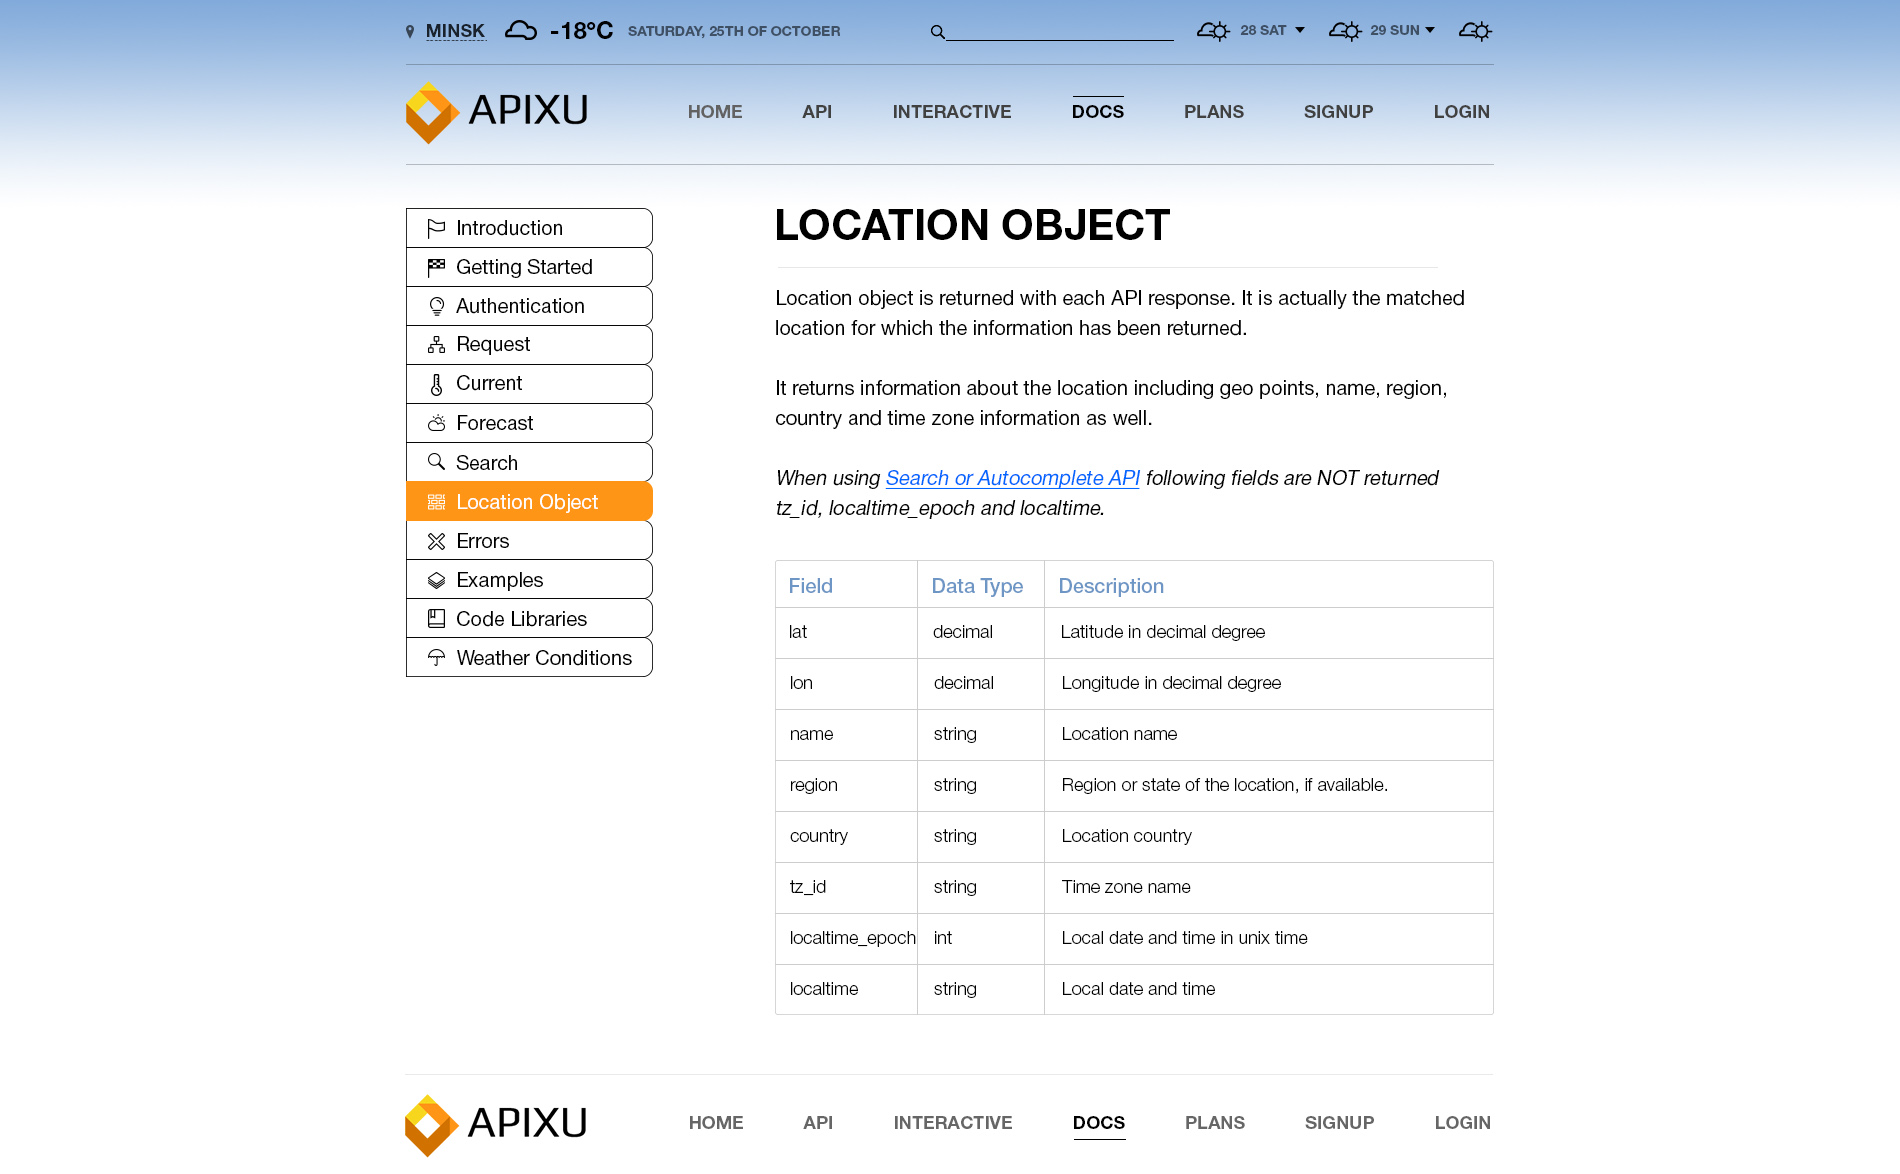 MINSK -18°C SATURDAY, 25TH OF OCTOBER 28 SAT 29 SUN
APIXU HOME API INTERACTIVE DOCS PLANS SIGNUP LOGIN
Introduction
Getting Started
Authentication
Request
Current
Forecast
Search
Location Object
Errors
Examples
Code Libraries
Weather Conditions
LOCATION OBJECT
Location object is returned with each API response. It is actually the matched
location for which the information has been returned.
It returns information about the location including geo points, name, region,
country and time zone information as well.
When using Search or Autocomplete API following fields are NOT returned
tz_id, localtime_epoch and localtime.
Field Data Type Description
lat decimal Latitude in decimal degree
lon decimal Longitude in decimal degree
name string Location name
region string Region or state of the location, if available.
country string Location country
tz_id string Time zone name
localtime_epoch int Local date and time in unix time
localtime string Local date and time
APIXU HOME API INTERACTIVE DOCS PLANS SIGNUP LOGIN